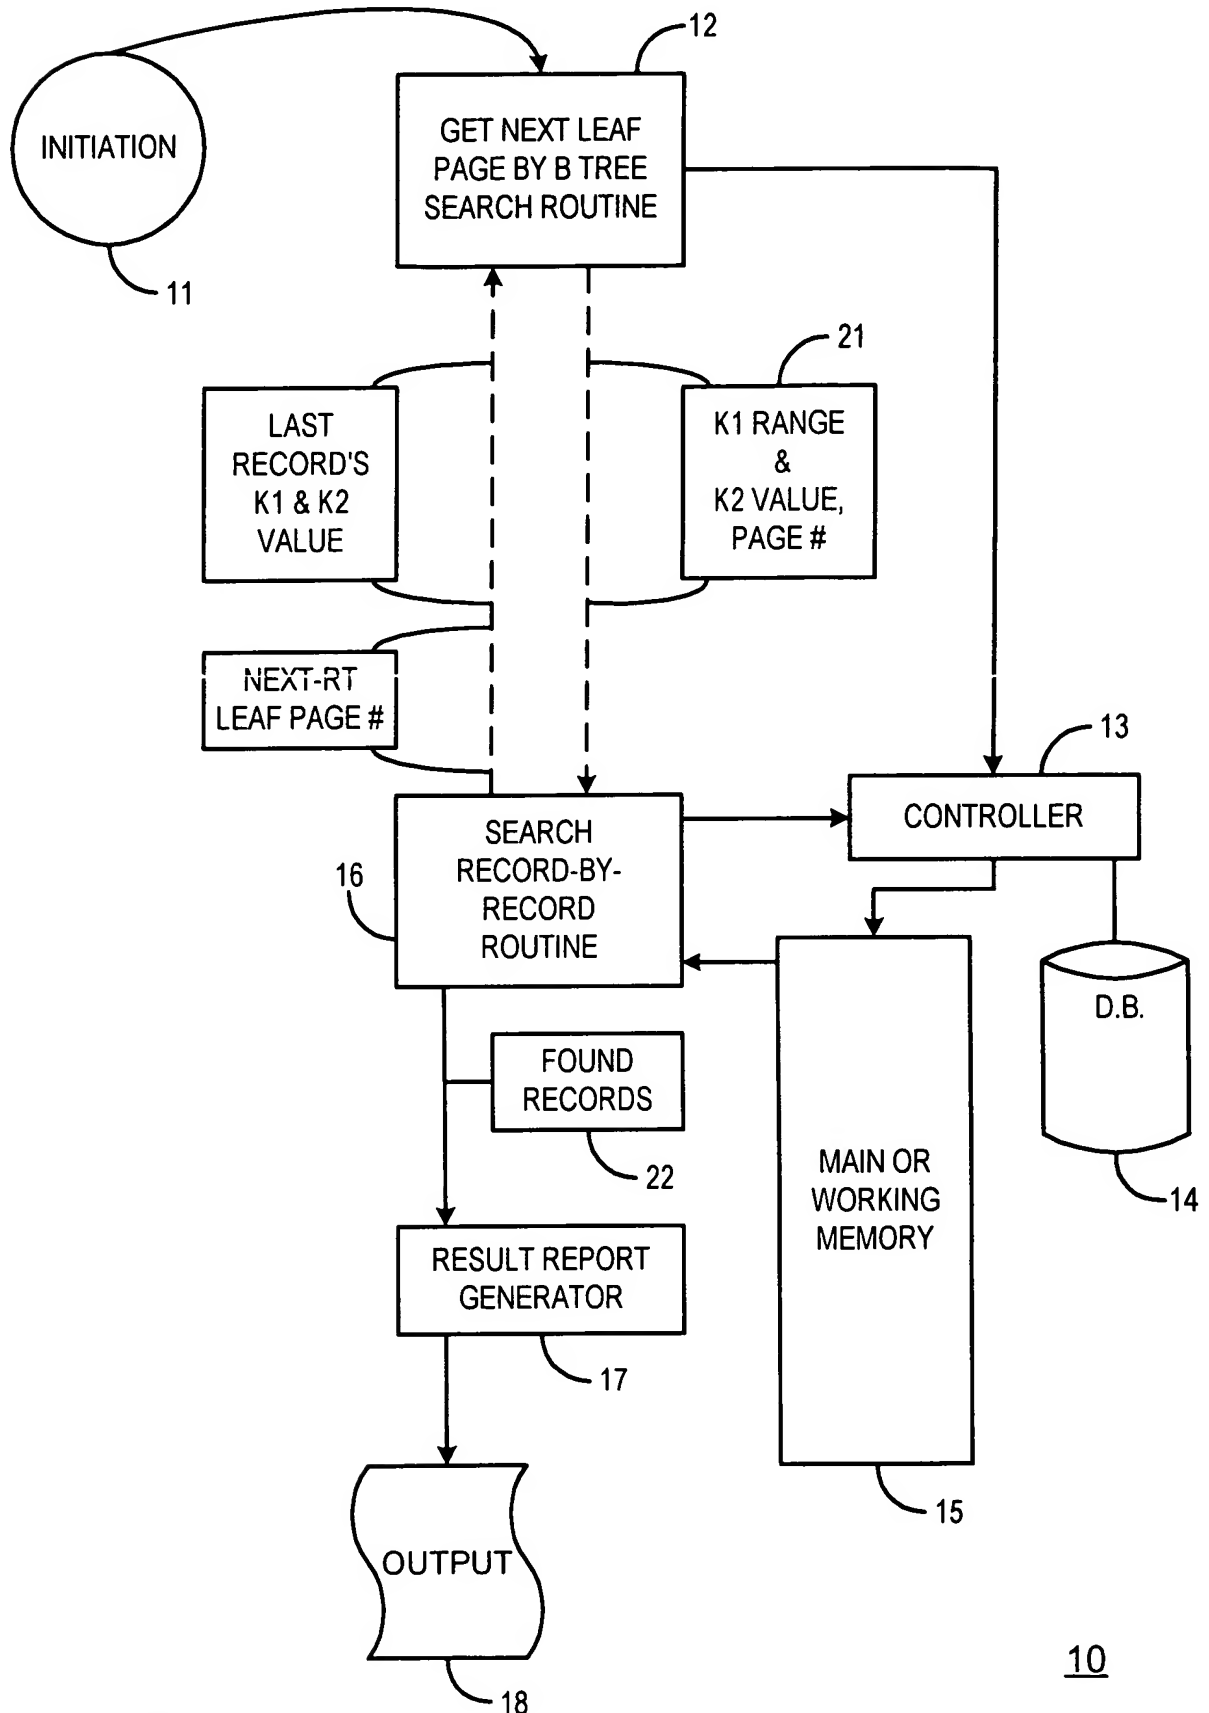 12
INITIATION
GET NEXT LEAF
PAGE BY B TREE
SEARCH ROUTINE
11
21
LAST
RECORD'S
K1 & K2
VALUE
K1 RANGE
&
K2 VALUE,
PAGE #
NEXT-RT
LEAF PAGE #
13
CONTROLLER
16
SEARCH
RECORD-BY-
RECORD
ROUTINE
D.B.
FOUND
RECORDS
22
14
MAIN OR
WORKING
MEMORY
RESULT REPORT
GENERATOR
17
15
OUTPUT
18
10